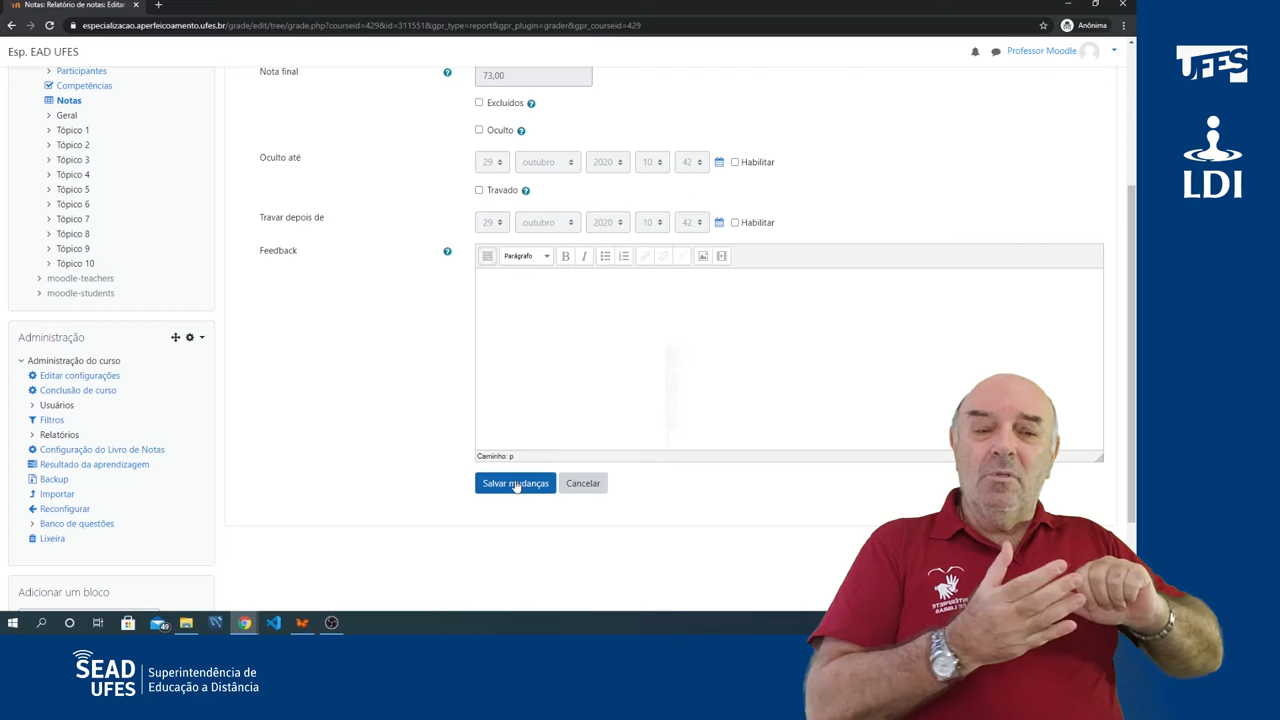 Notas: Relatório de notas: Editar
especializacao.aperfeicoamento.ufes.br/grade/edit/tree/grade.php?courseid=429&id=311551&gpr_type=report&gpr_plugin=grader&gpr_courseid=429
Anônima
Esp. EAD UFES
Professor Moodle
Participantes
Competências
Notas
Geral
Tópico 1
Tópico 2
Tópico 3
Tópico 4
Tópico 5
Tópico 6
Tópico 7
Tópico 8
Tópico 9
Tópico 10
moodle-teachers
moodle-students
Administração
Administração do curso
Editar configurações
Conclusão de curso
Usuários
Filtros
Relatórios
Configuração do Livro de Notas
Resultado da aprendizagem
Backup
Importar
Reconfigurar
Banco de questões
Lixeira
Adicionar um bloco
Nota final
73,00
Excluídos
Oculto
Oculto até
29 outubro 2020 10 42 Habilitar
Travado
Travar depois de
29 outubro 2020 10 42 Habilitar
Feedback
Parágrafo B I
Caminho: p
Salvar mudanças Cancelar
49
UFES
LDI
INTÉRPRETE
DE LIBRAS
SEAD
UFES
Superintendência de
Educação a Distância